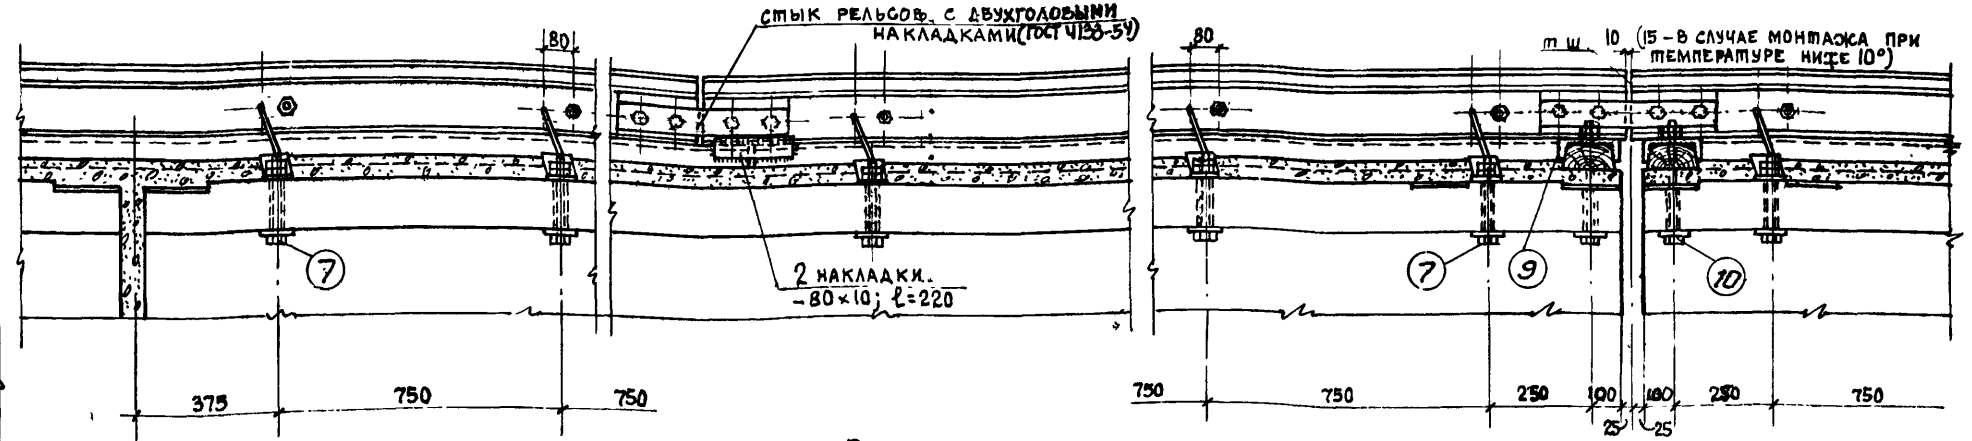 СТЫК РЕЛЬСОВ С ДВУХГОЛОВЫМИ
НАКЛАДКАМИ (ГОСТ 4133-54)
80
80
т ш
10 (15 - В СЛУЧАЕ МОНТАЖА ПРИ
ТЕМПЕРАТУРЕ НИЖЕ 10°)
7
2 НАКЛАДКИ
-80×10; ℓ=220
7
9
10
375
750
750
750
750
250
100
100
250
750
25
25